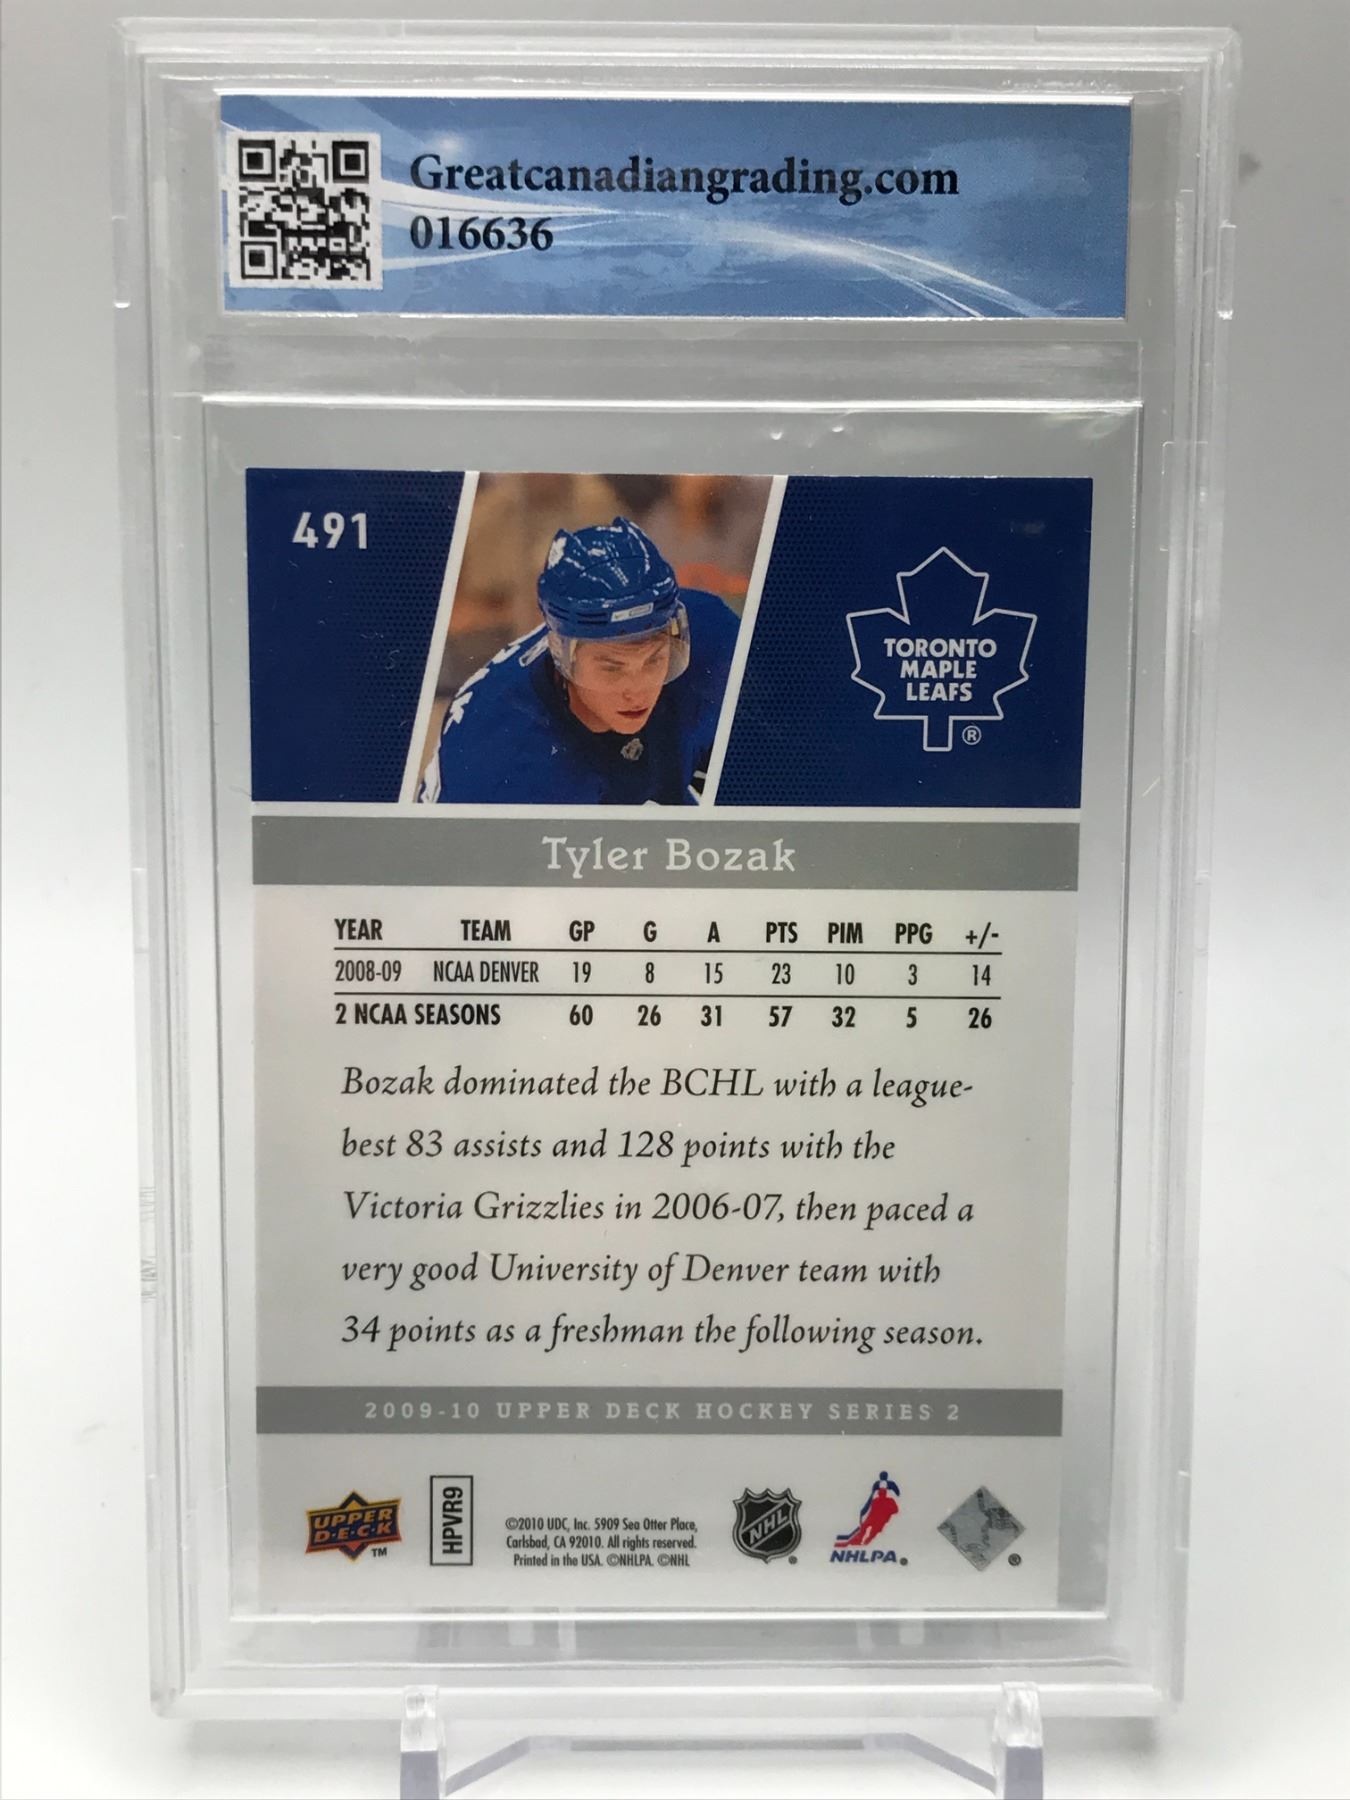 Greatcanadiangrading.com
016636
491
TORONTO
MAPLE
LEAFS
®
Tyler Bozak
YEAR TEAM GP G A PTS PIM PPG +/-
2008-09 NCAA DENVER 19 8 15 23 10 3 14
2 NCAA SEASONS 60 26 31 57 32 5 26
Bozak dominated the BCHL with a league-
best 83 assists and 128 points with the
Victoria Grizzlies in 2006-07, then paced a
very good University of Denver team with
34 points as a freshman the following season.
2009-10 UPPER DECK HOCKEY SERIES 2
UPPER
D·E·C·K
TM
HPVR9
©2010 UDC, Inc. 5909 Sea Otter Place,
Carlsbad, CA 92010. All rights reserved.
Printed in the USA. ©NHLPA. ©NHL
NHL
®
NHLPA®
®